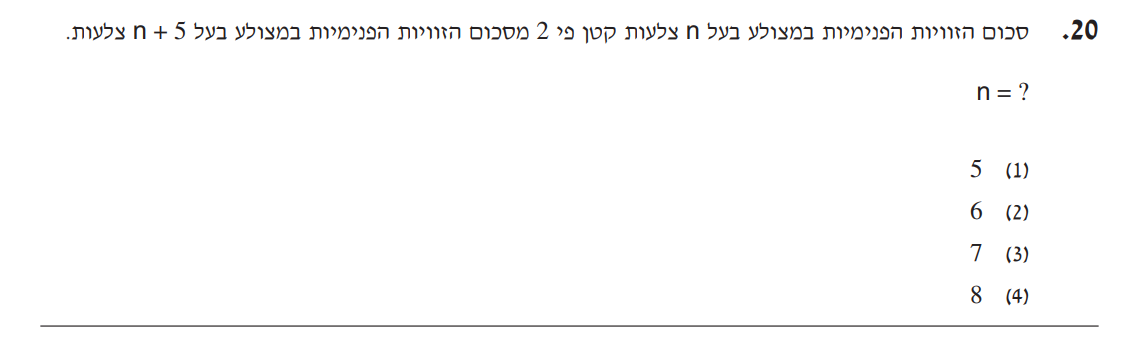 20. סכום הזוויות הפנימיות במצולע בעל n צלעות קטן פי 2 מסכום הזוויות הפנימיות במצולע בעל n + 5 צלעות.
n = ?
(1) 5
(2) 6
(3) 7
(4) 8